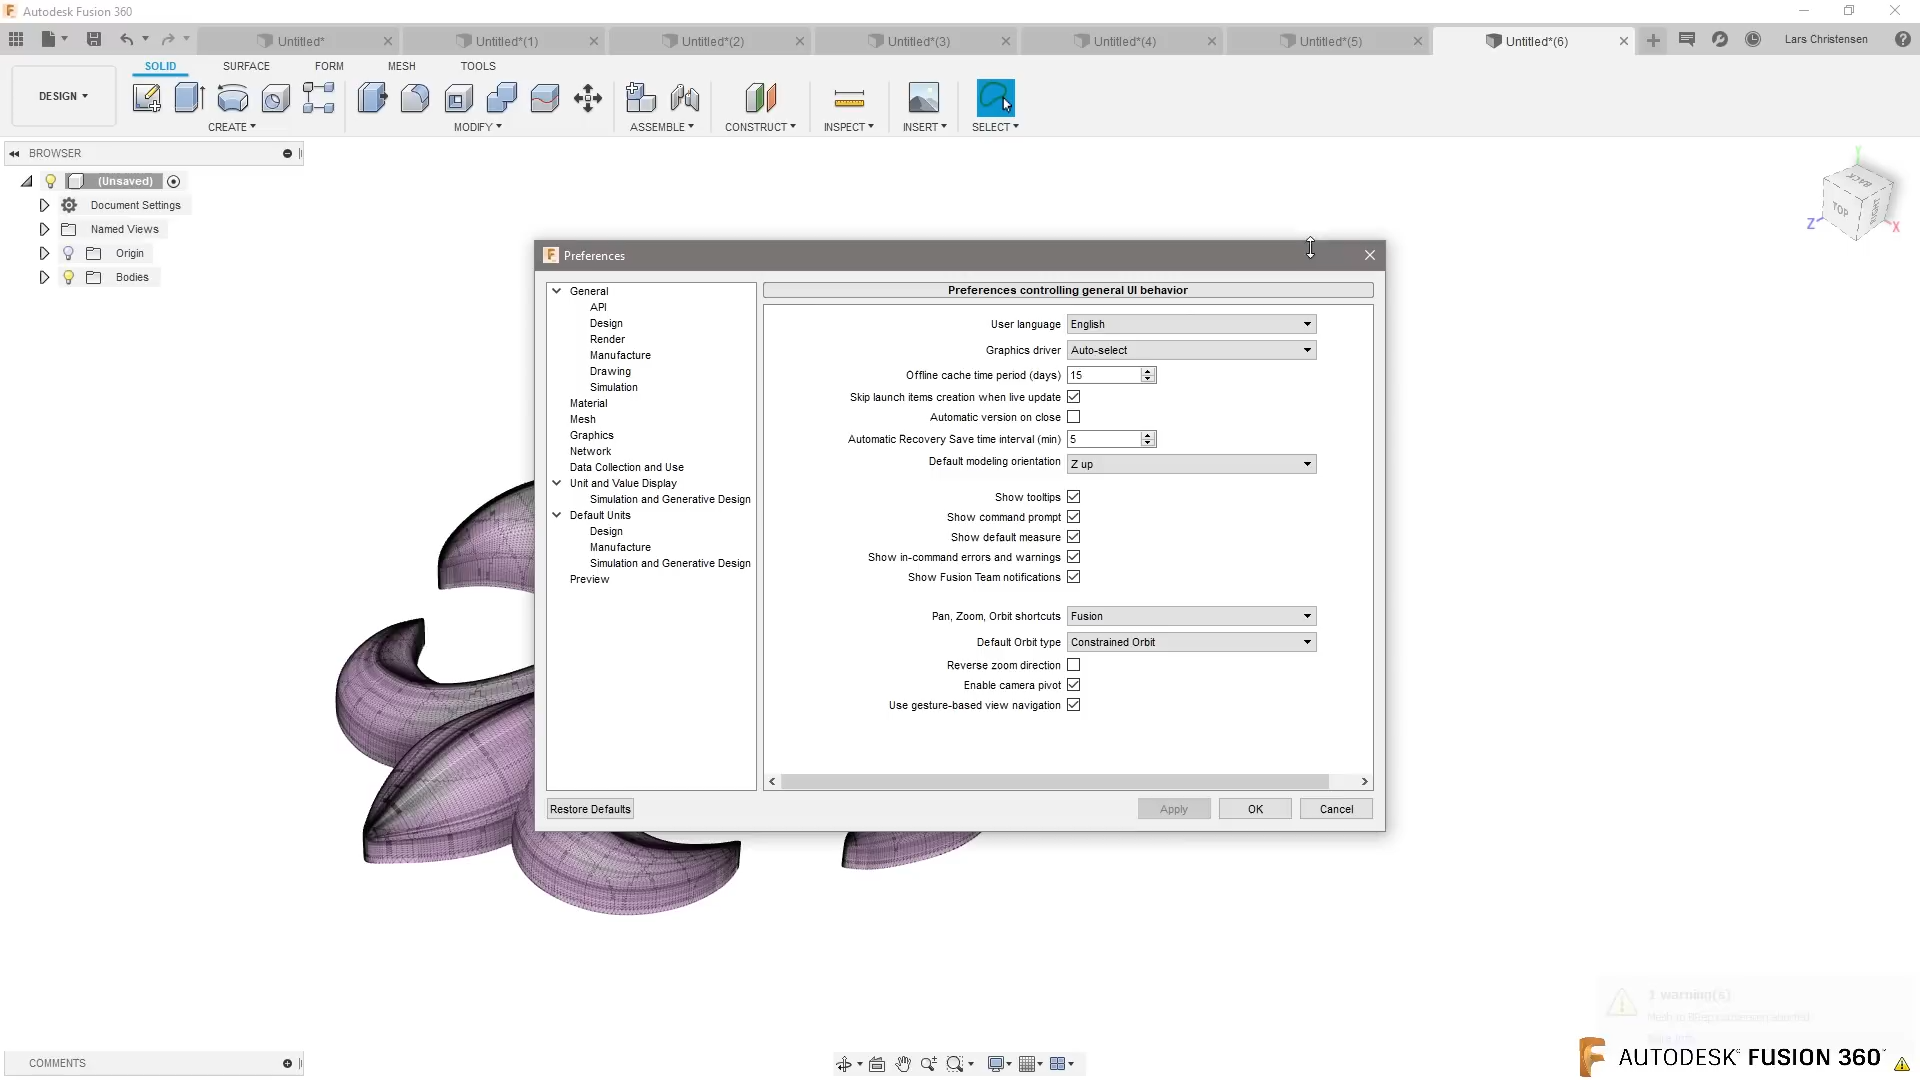 Autodesk Fusion 360
Untitled*
Untitled*(1)
Untitled*(2)
Untitled*(3)
Untitled*(4)
Untitled*(5)
Untitled*(6)
Lars Christensen
SOLID
SURFACE
FORM
MESH
TOOLS
DESIGN
CREATE
MODIFY
ASSEMBLE
CONSTRUCT
INSPECT
INSERT
SELECT
BROWSER
(Unsaved)
Document Settings
Named Views
Origin
Bodies
Y
BACK
TOP
Z
X
Preferences
General
API
Design
Render
Manufacture
Drawing
Simulation
Material
Mesh
Graphics
Network
Data Collection and Use
Unit and Value Display
Simulation and Generative Design
Default Units
Design
Manufacture
Simulation and Generative Design
Preview
Preferences controlling general UI behavior
User language English
Graphics driver Auto-select
Offline cache time period (days) 15
Skip launch items creation when live update
Automatic version on close
Automatic Recovery Save time interval (min) 5
Default modeling orientation Z up
Show tooltips
Show command prompt
Show default measure
Show in-command errors and warnings
Show Fusion Team notifications
Pan, Zoom, Orbit shortcuts Fusion
Default Orbit type Constrained Orbit
Reverse zoom direction
Enable camera pivot
Use gesture-based view navigation
Restore Defaults
Apply
OK
Cancel
warning(s)
COMMENTS
AUTODESK FUSION 360